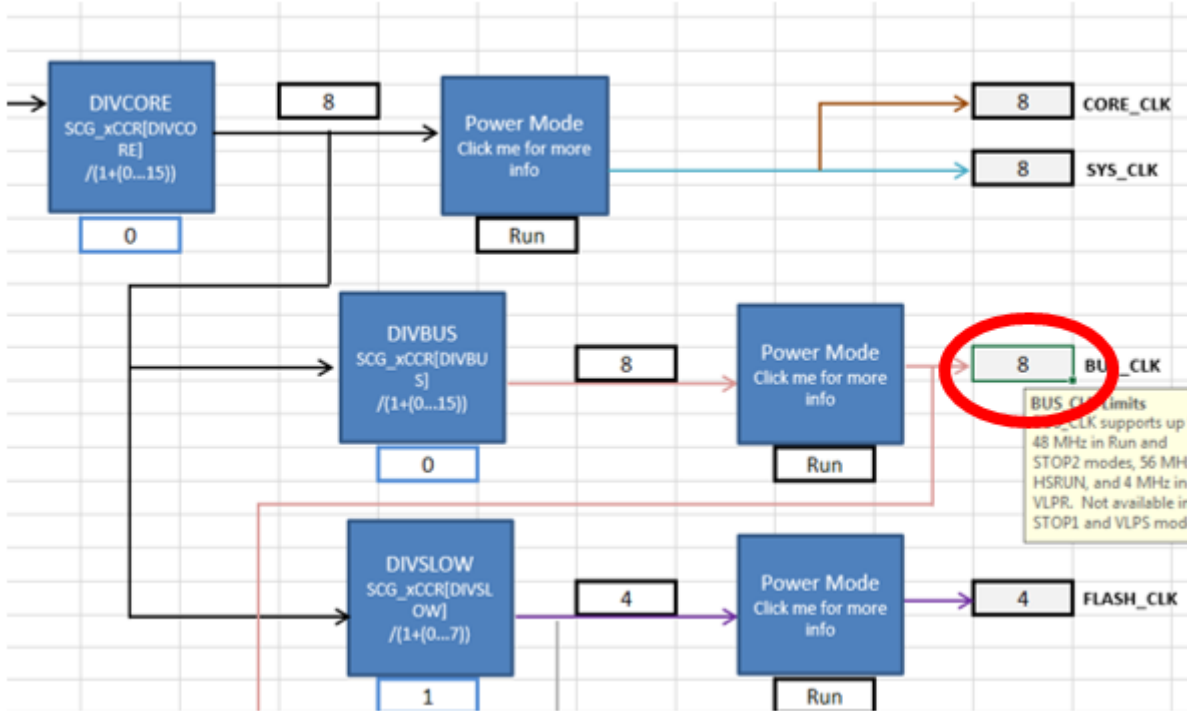 DIVCORE
SCG_xCCR[DIVCO
RE]
/(1+(0...15))
0
8
Power Mode
Click me for more
info
Run
8
CORE_CLK
8
SYS_CLK
DIVBUS
SCG_xCCR[DIVBU
S]
/(1+(0...15))
0
8
Power Mode
Click me for more
info
Run
8
CLK
BUS Limits
CLK supports up
48 MHz in Run and
STOP2 modes, 56 MH
HSRUN, and 4 MHz in
VLPR. Not available in
STOP1 and VLPS mod
DIVSLOW
SCG_xCCR[DIVSL
OW]
/(1+(0...7))
1
4
Power Mode
Click me for more
info
Run
4
FLASH_CLK